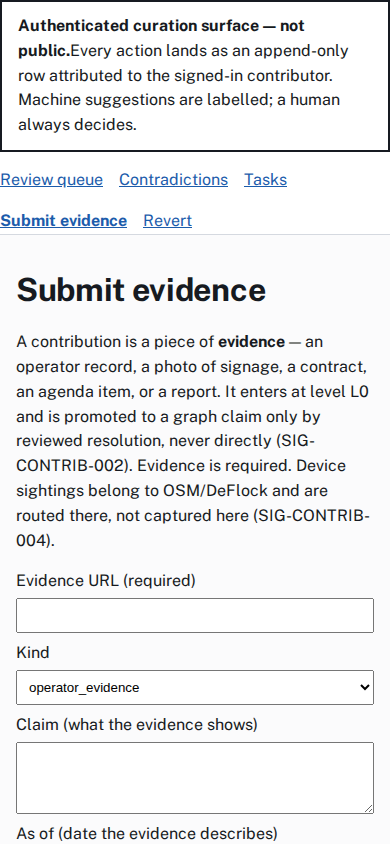 Authenticated curation surface — not
public.Every action lands as an append-only
row attributed to the signed-in contributor.
Machine suggestions are labelled; a human
always decides.
Review queue Contradictions Tasks
Submit evidence Revert
Submit evidence
A contribution is a piece of evidence — an
operator record, a photo of signage, a contract,
an agenda item, or a report. It enters at level L0
and is promoted to a graph claim only by
reviewed resolution, never directly (SIG-
CONTRIB-002). Evidence is required. Device
sightings belong to OSM/DeFlock and are
routed there, not captured here (SIG-CONTRIB-
004).
Evidence URL (required)
Kind
operator_evidence
Claim (what the evidence shows)
As of (date the evidence describes)